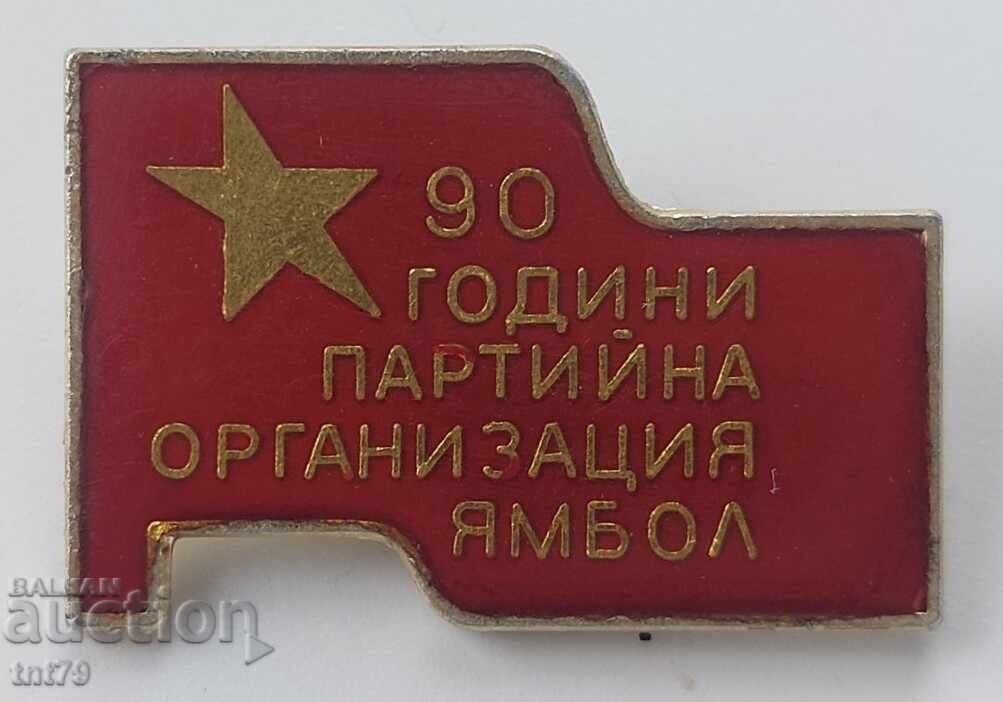 90
ГОДИНИ
ПАРТИЙНА
ОРГАНИЗАЦИЯ
ЯМБОЛ
BALKAN
auction
tnt79